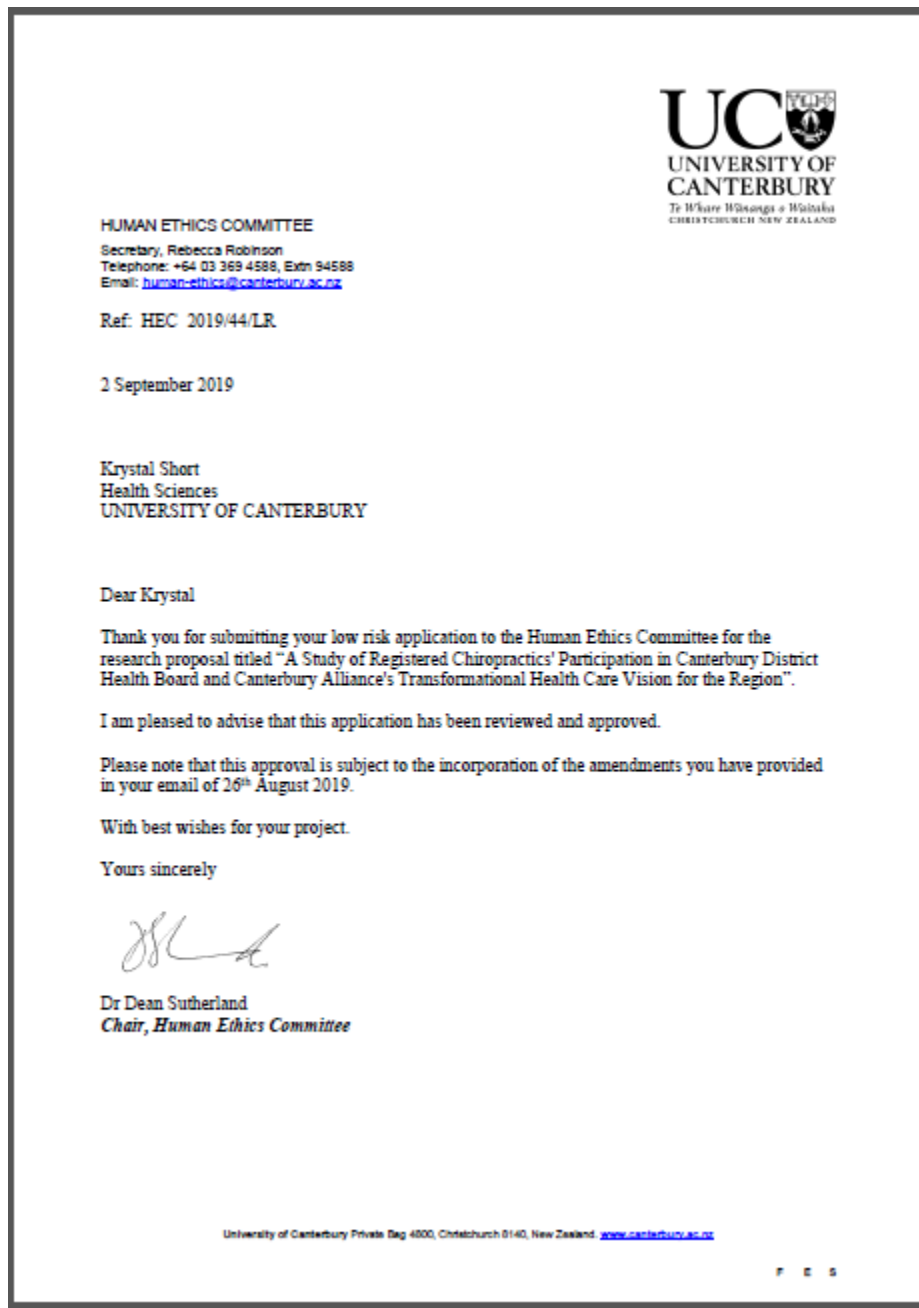 UC
UNIVERSITY OF
CANTERBURY
Te Whare Wānanga o Waitaha
CHRISTCHURCH NEW ZEALAND
HUMAN ETHICS COMMITTEE
Secretary, Rebecca Robinson
Telephone: +64 03 369 4588, Extn 94588
Email: human-ethics@canterbury.ac.nz
Ref: HEC 2019/44/LR
2 September 2019
Krystal Short
Health Sciences
UNIVERSITY OF CANTERBURY
Dear Krystal
Thank you for submitting your low risk application to the Human Ethics Committee for the
research proposal titled “A Study of Registered Chiropractics' Participation in Canterbury District
Health Board and Canterbury Alliance's Transformational Health Care Vision for the Region”.
I am pleased to advise that this application has been reviewed and approved.
Please note that this approval is subject to the incorporation of the amendments you have provided
in your email of 26th August 2019.
With best wishes for your project.
Yours sincerely
Dr Dean Sutherland
Chair, Human Ethics Committee
University of Canterbury Private Bag 4800, Christchurch 8140, New Zealand. www.canterbury.ac.nz
F E S